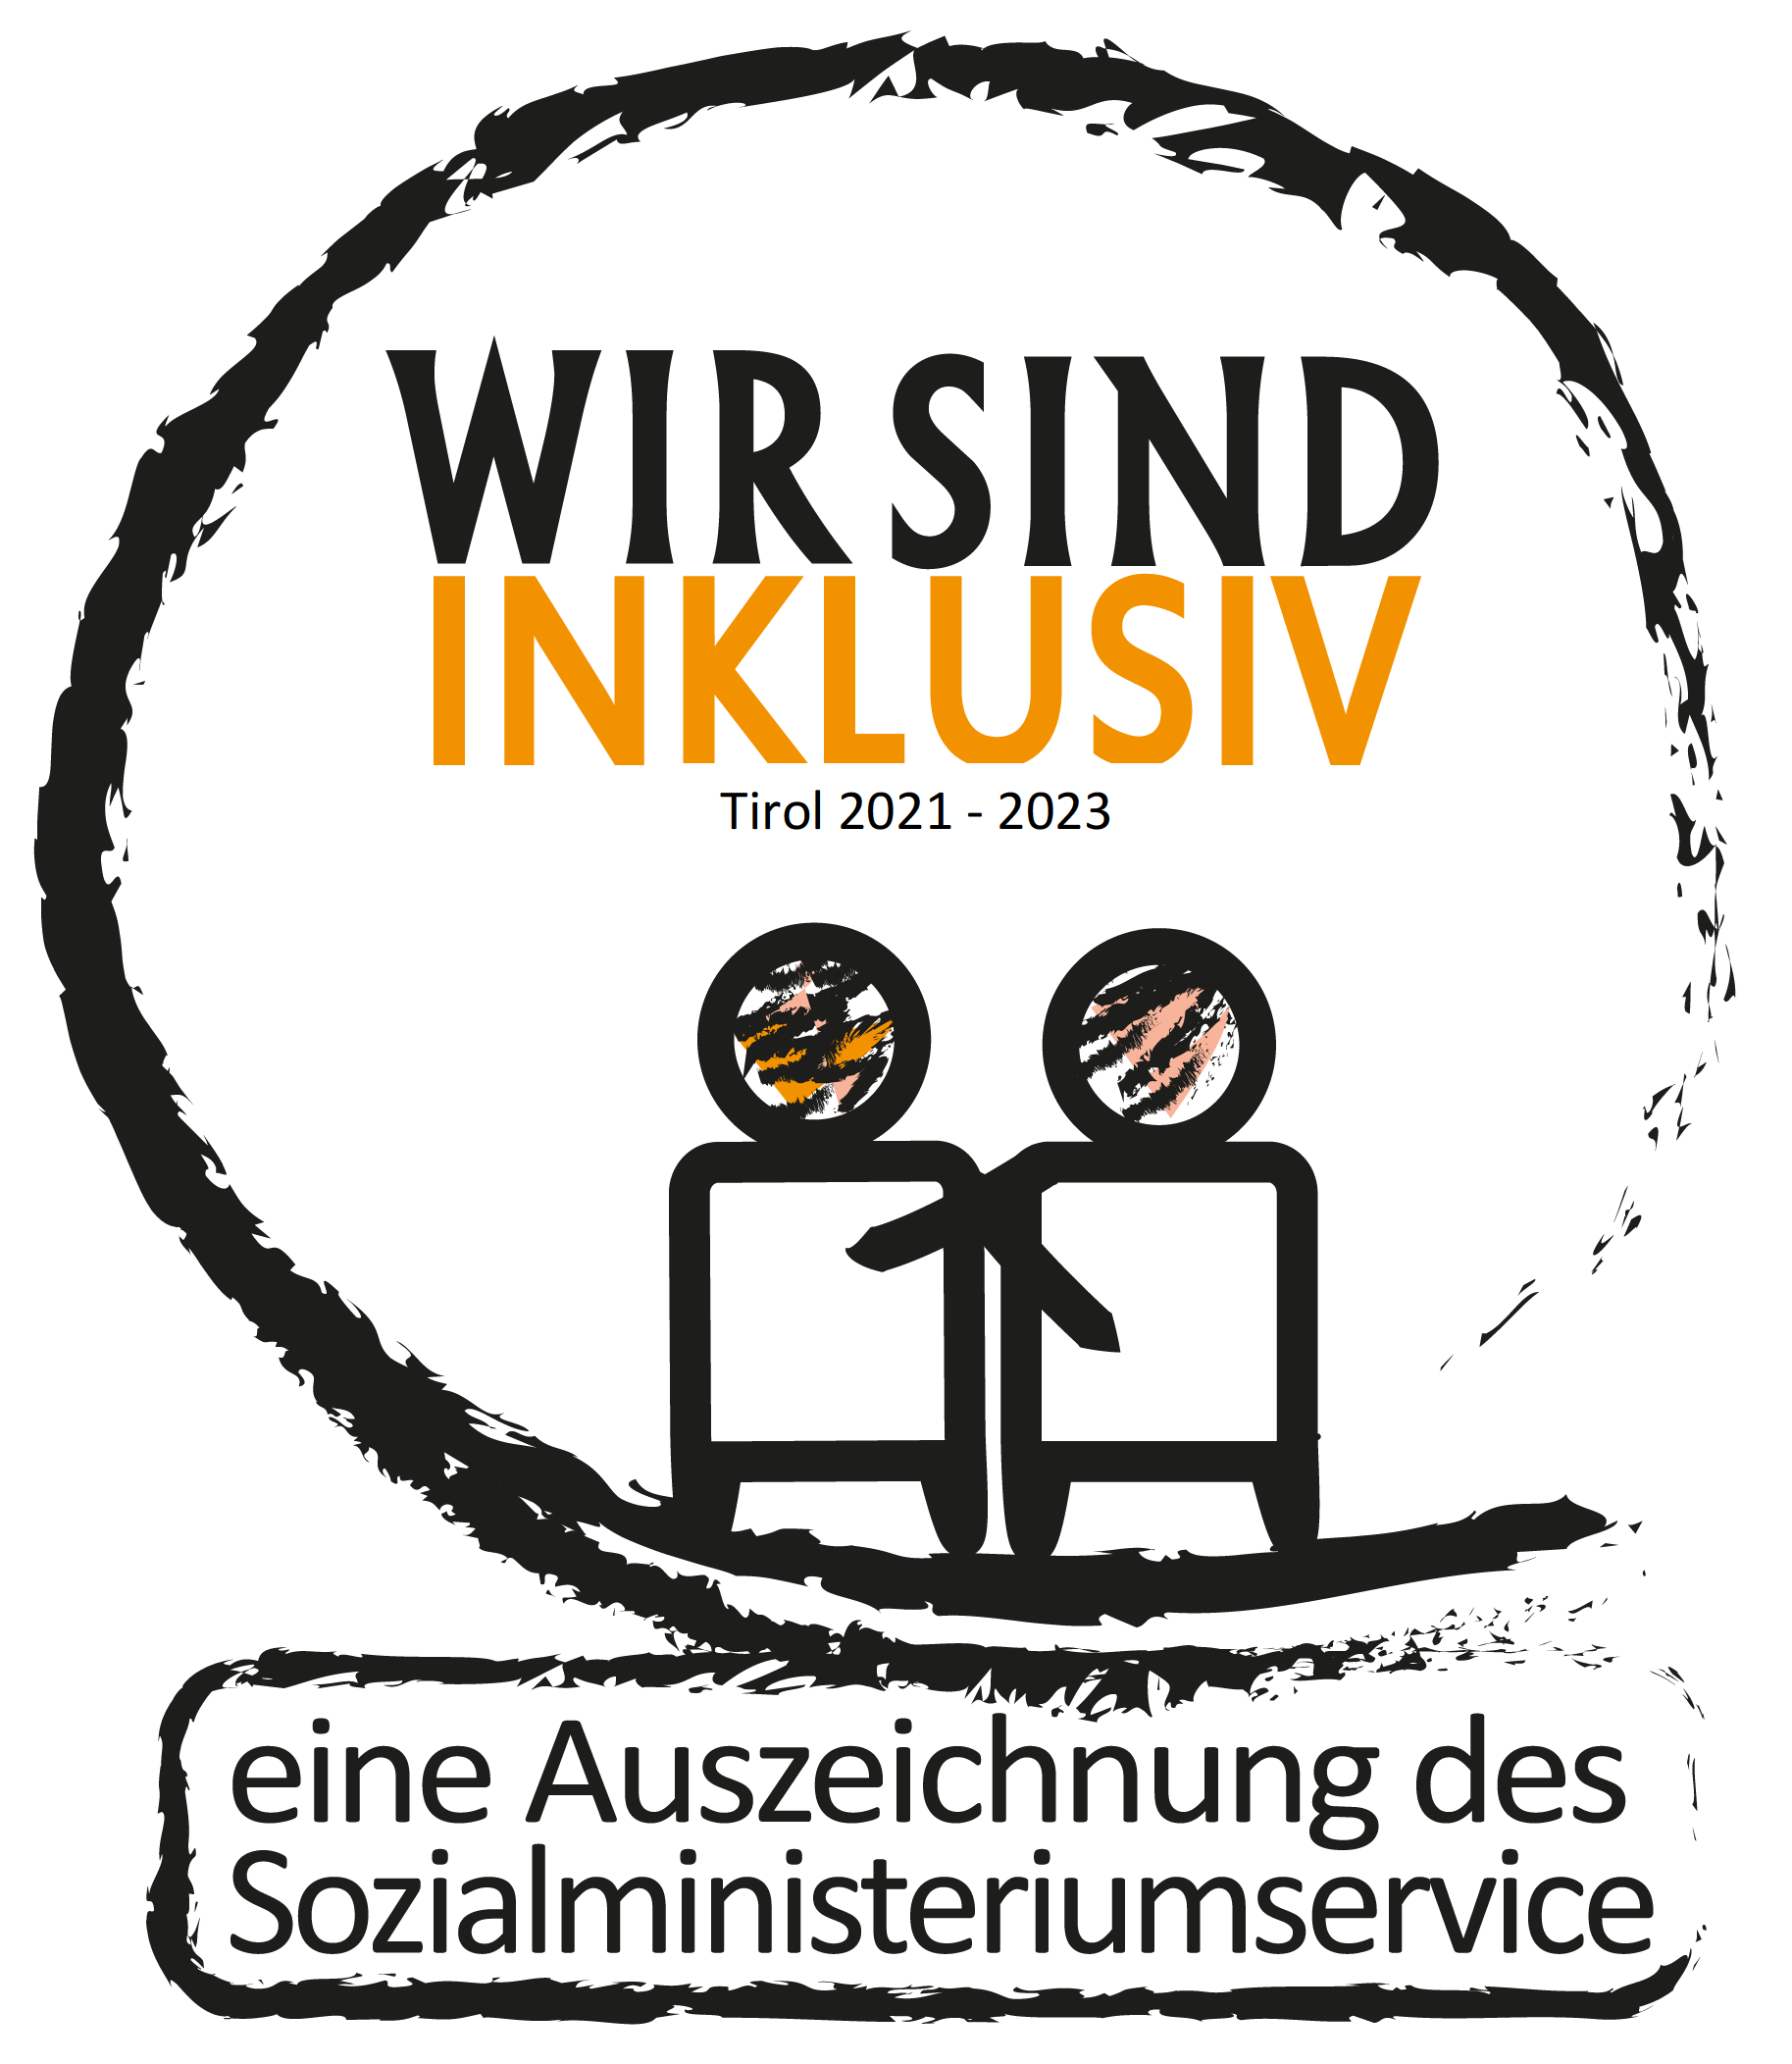 WIR SIND
INKLUSIV
Tirol 2021 - 2023
eine Auszeichnung des
Sozialministeriumservice